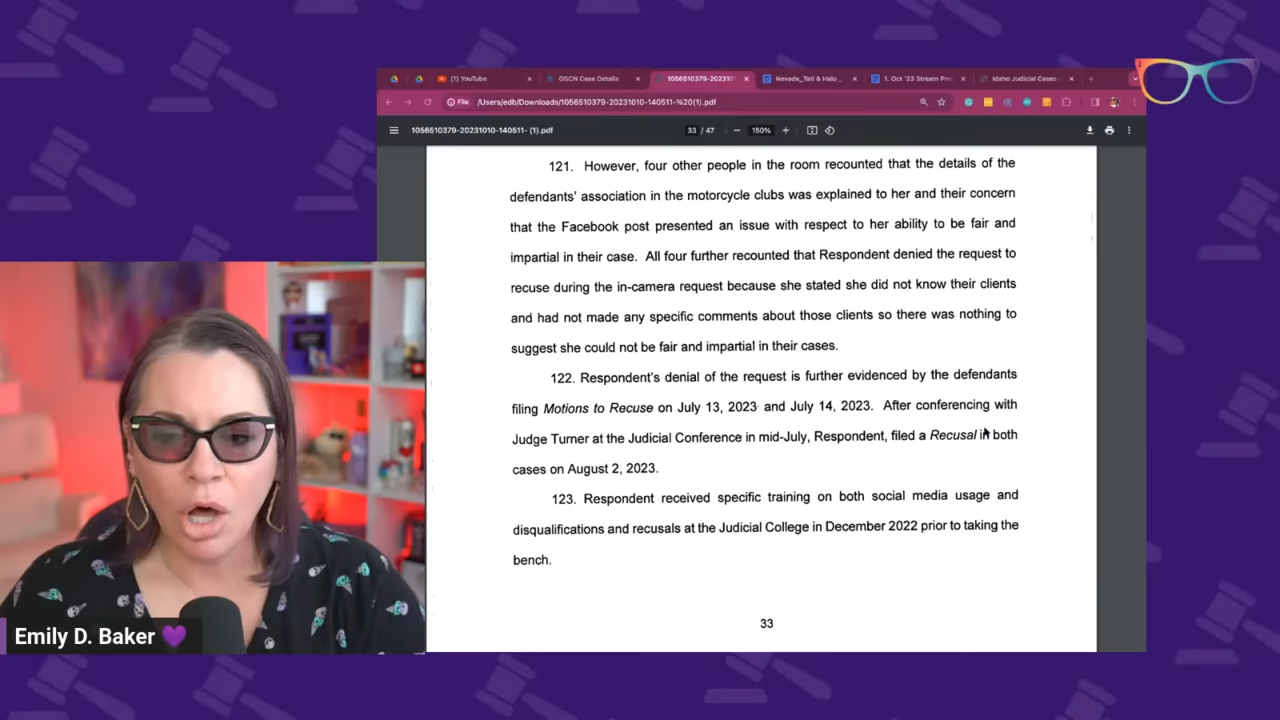 (1) YouTube
OSCN Case Details
1056510379-202310
Nevada_Tati & Halo
1. Oct '23 Stream Pre
Idaho Judicial Cases
File
/Users/edb/Downloads/1056510379-20231010-140511-%20(1).pdf
1056510379-20231010-140511- (1).pdf
33 / 47
150%
121. However, four other people in the room recounted that the details of the
defendants' association in the motorcycle clubs was explained to her and their concern
that the Facebook post presented an issue with respect to her ability to be fair and
impartial in their case. All four further recounted that Respondent denied the request to
recuse during the in-camera request because she stated she did not know their clients
and had not made any specific comments about those clients so there was nothing to
suggest she could not be fair and impartial in their cases.
122. Respondent's denial of the request is further evidenced by the defendants
filing Motions to Recuse on July 13, 2023 and July 14, 2023. After conferencing with
Judge Turner at the Judicial Conference in mid-July, Respondent, filed a Recusal in both
cases on August 2, 2023.
123. Respondent received specific training on both social media usage and
disqualifications and recusals at the Judicial College in December 2022 prior to taking the
bench.
33
Emily D. Baker 💜